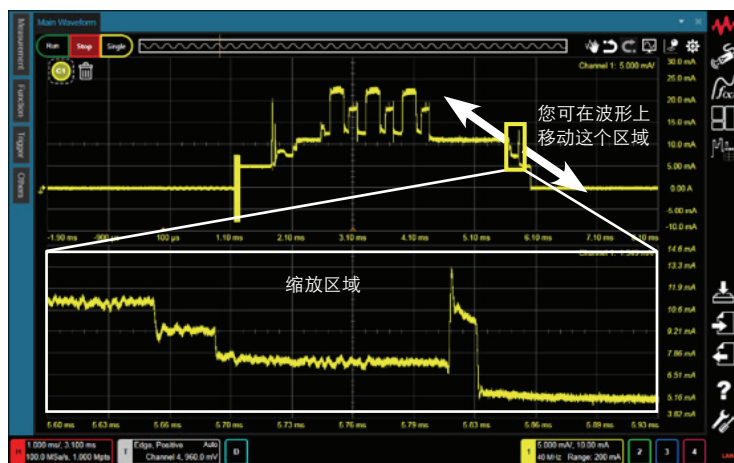 Main Waveform
Run
Stop
Single
Measurement
Function
Trigger
Others
C1
Channel 1: 5.000 mA/
30.0 mA
25.0 mA
20.0 mA
15.0 mA
10.0 mA
5.00 mA
0.00 A
-5.00 mA
-10.0 mA
您可在波形上
移动这个区域
-1.90 ms
-900 µs
100 µs
1.10 ms
2.10 ms
3.10 ms
4.10 ms
5.10 ms
6.10 ms
7.10 ms
8.10 ms
缩放区域
14.6 mA
13.3 mA
11.9 mA
10.6 mA
9.21 mA
7.86 mA
6.51 mA
5.16 mA
3.82 mA
5.60 ms
5.63 ms
5.66 ms
5.70 ms
5.73 ms
5.76 ms
5.79 ms
5.83 ms
5.86 ms
5.89 ms
5.93 ms
H
1.000 ms/, 3.100 ms
100.0 MSa/s, 1.000 Mpts
T
Edge, Positive Auto
Channel 4, 960.0 mV
D
1
5.000 mA/, 10.00 mA
40 MHz Range: 200 mA
2
3
4
LAN